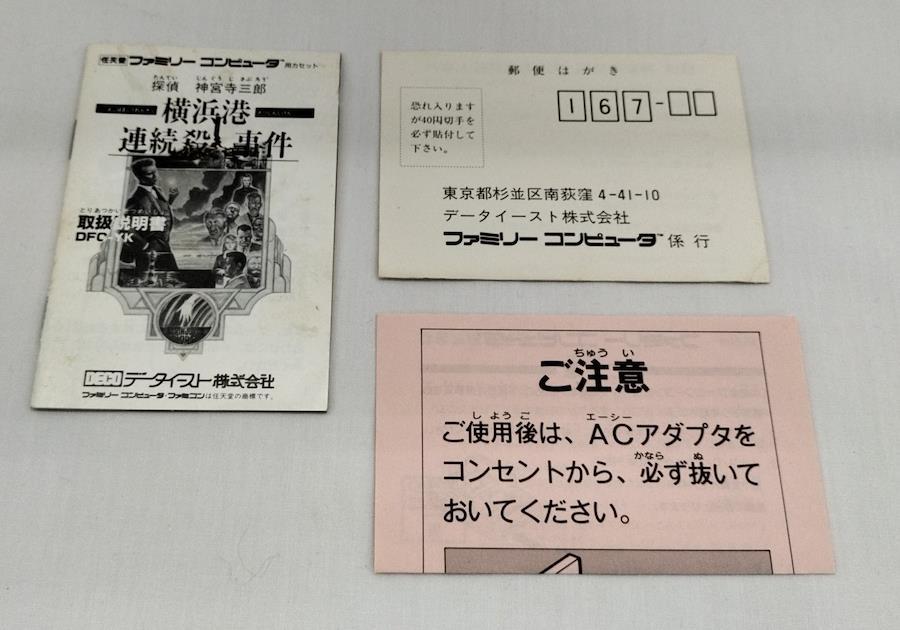 任天堂 ファミリー コンピュータ™ 用カセット
たんてい じんぐうじ さぶろう
探偵 神宮寺三郎
横浜港
連続殺人事件
とりあつかい
取扱説明書
DECO データイースト株式会社
ファミリー コンピュータ・ファミコンは任天堂の商標です。
郵便はがき
恐れ入ります
が40円切手を
必ず貼付して
下さい。
167-
東京都杉並区南荻窪4-41-10
データイースト株式会社
ファミリー コンピュータ™ 係 行
ちゅう い
ご注意
し よう ご エーシー
ご使用後は、ACアダプタを
かなら ぬ
コンセントから、必ず抜いて
おいてください。